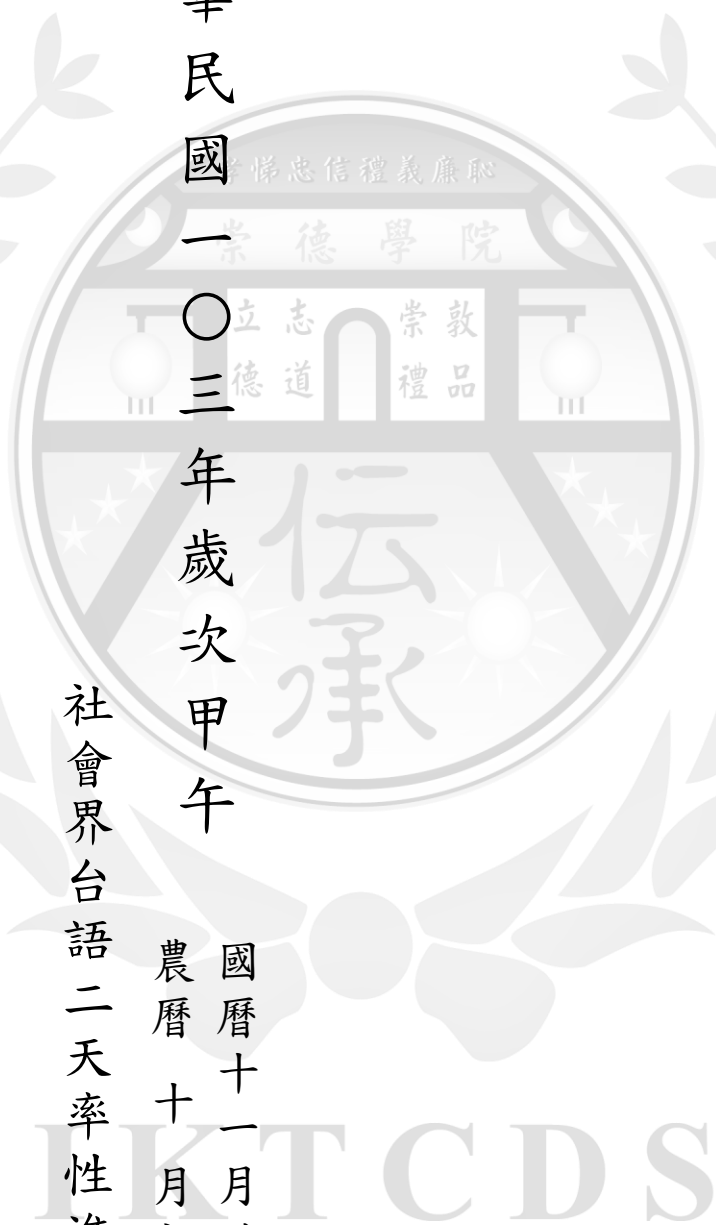 民國一〇三年歲次甲午
國曆十一月
農曆十月
社會界台語二天率性
孝悌忠信禮義廉恥
崇德學院
立德
志道
崇禮
敦品
伝承
IKTCDS